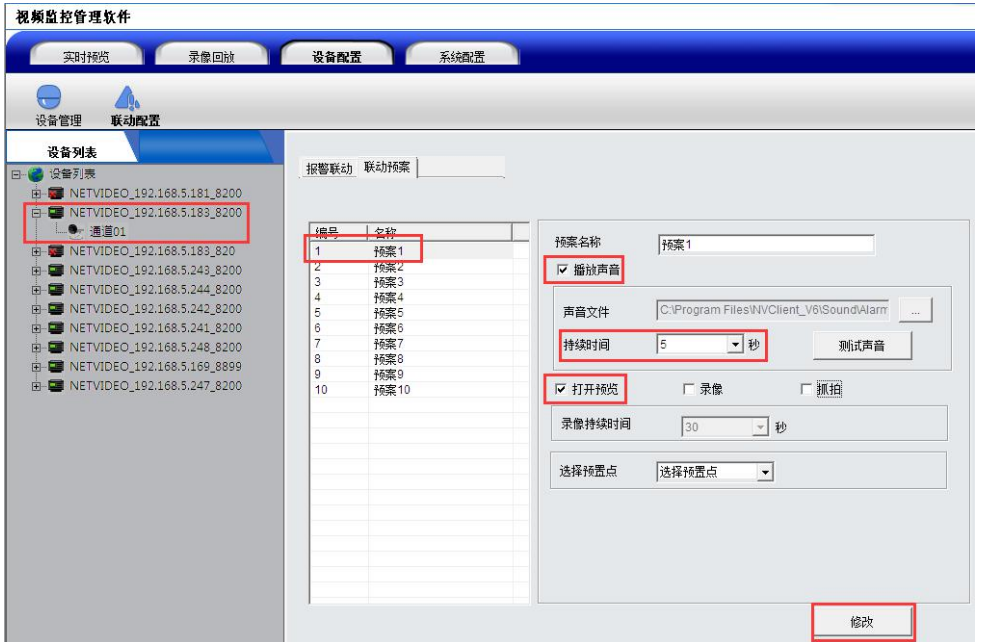 视频监控管理软件
实时预览 录像回放 设备配置 系统配置
设备管理 联动配置
设备列表
设备列表
NETVIDEO_192.168.5.181_8200
NETVIDEO_192.168.5.183_8200
通道01
NETVIDEO_192.168.5.183_820
NETVIDEO_192.168.5.243_8200
NETVIDEO_192.168.5.244_8200
NETVIDEO_192.168.5.242_8200
NETVIDEO_192.168.5.241_8200
NETVIDEO_192.168.5.248_8200
NETVIDEO_192.168.5.169_8899
NETVIDEO_192.168.5.247_8200
报警联动 联动预案
编号 名称
1 预案1
2 预案2
3 预案3
4 预案4
5 预案5
6 预案6
7 预案7
8 预案8
9 预案9
10 预案10
预案名称 预案1
播放声音
声音文件 C:\Program Files\NVClient_V6\Sound\Alarm ...
持续时间 5 秒 测试声音
打开预览 录像 抓拍
录像持续时间 30 秒
选择预置点 选择预置点
修改